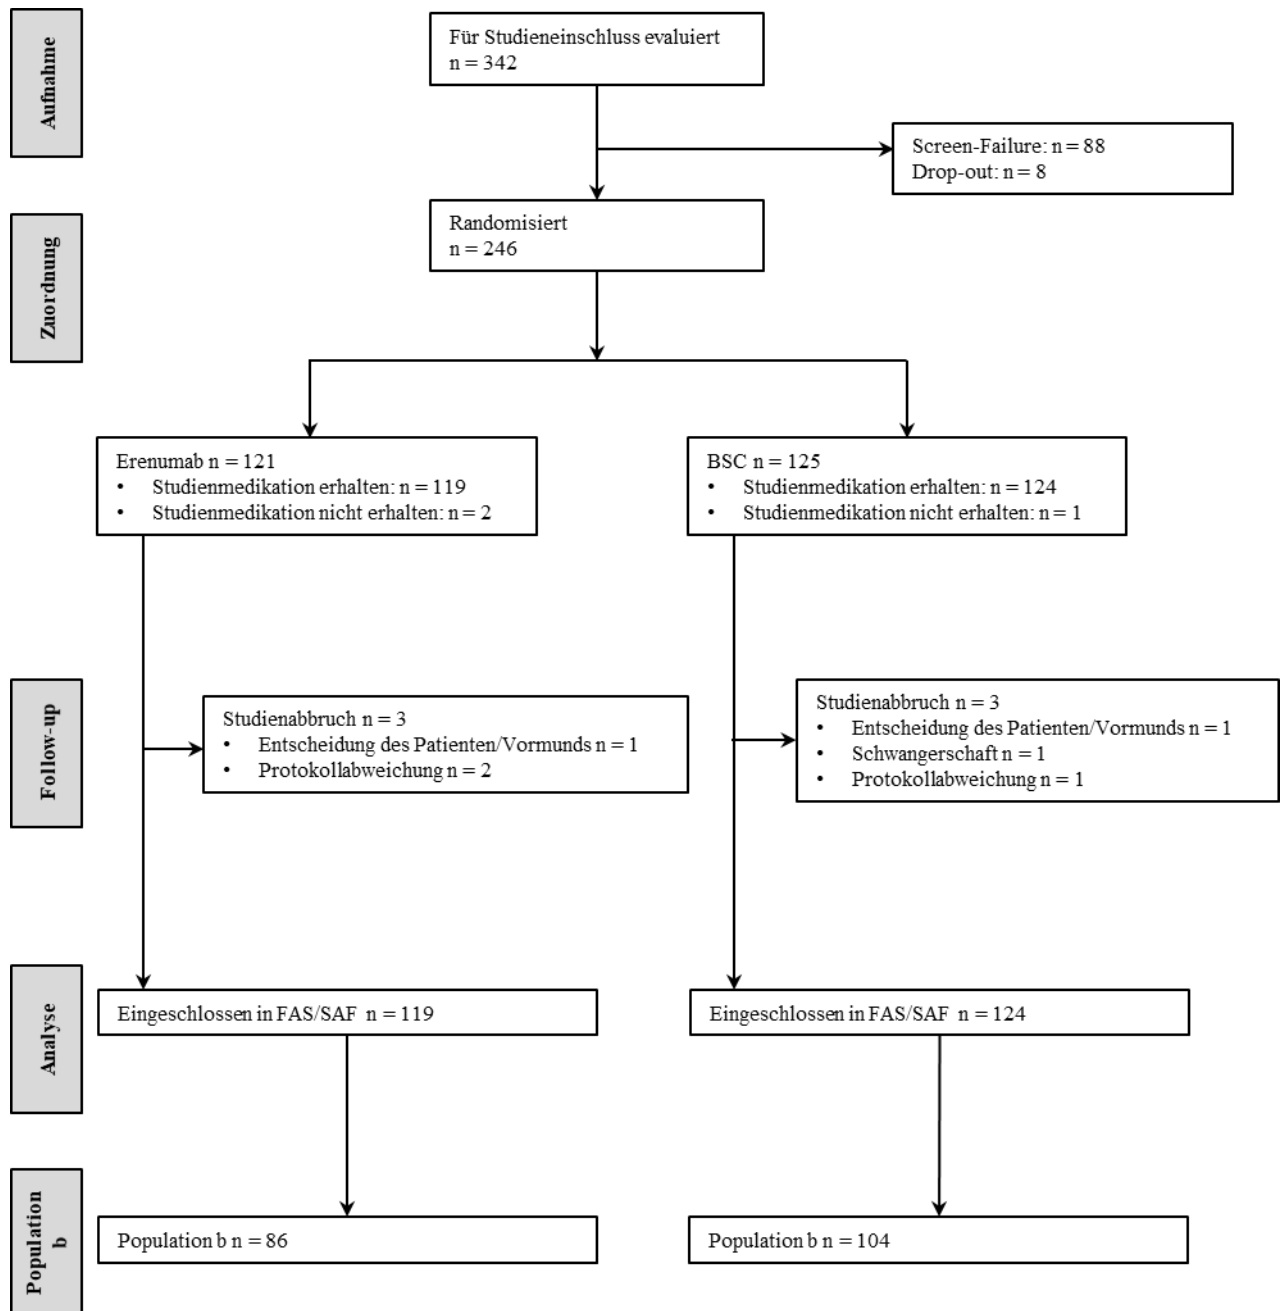 Aufnahme
Für Studieneinschluss evaluiert
n = 342
Screen-Failure: n = 88
Drop-out: n = 8
Zuordnung
Randomisiert
n = 246
Erenumab n = 121
• Studienmedikation erhalten: n = 119
• Studienmedikation nicht erhalten: n = 2
BSC n = 125
• Studienmedikation erhalten: n = 124
• Studienmedikation nicht erhalten: n = 1
Follow-up
Studienabbruch n = 3
• Entscheidung des Patienten/Vormunds n = 1
• Protokollabweichung n = 2
Studienabbruch n = 3
• Entscheidung des Patienten/Vormunds n = 1
• Schwangerschaft n = 1
• Protokollabweichung n = 1
Analyse
Eingeschlossen in FAS/SAF n = 119
Eingeschlossen in FAS/SAF n = 124
Population
b
Population b n = 86
Population b n = 104